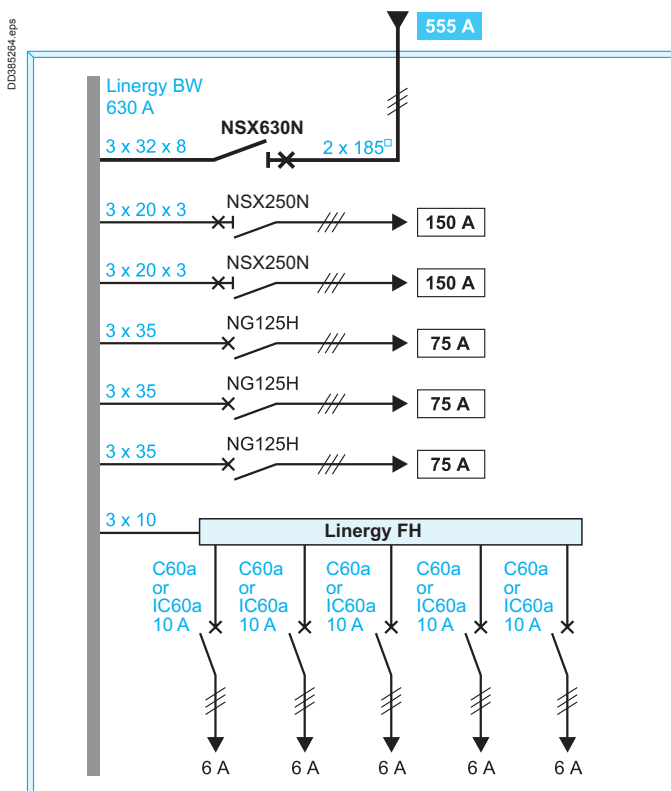 DD385264.eps
555 A
Linergy BW
630 A
NSX630N
3 x 32 x 8
2 x 185□
NSX250N
3 x 20 x 3
150 A
NSX250N
3 x 20 x 3
150 A
NG125H
3 x 35
75 A
NG125H
3 x 35
75 A
NG125H
3 x 35
75 A
3 x 10
Linergy FH
C60a
or
IC60a
10 A
C60a
or
IC60a
10 A
C60a
or
IC60a
10 A
C60a
or
IC60a
10 A
C60a
or
IC60a
10 A
6 A
6 A
6 A
6 A
6 A